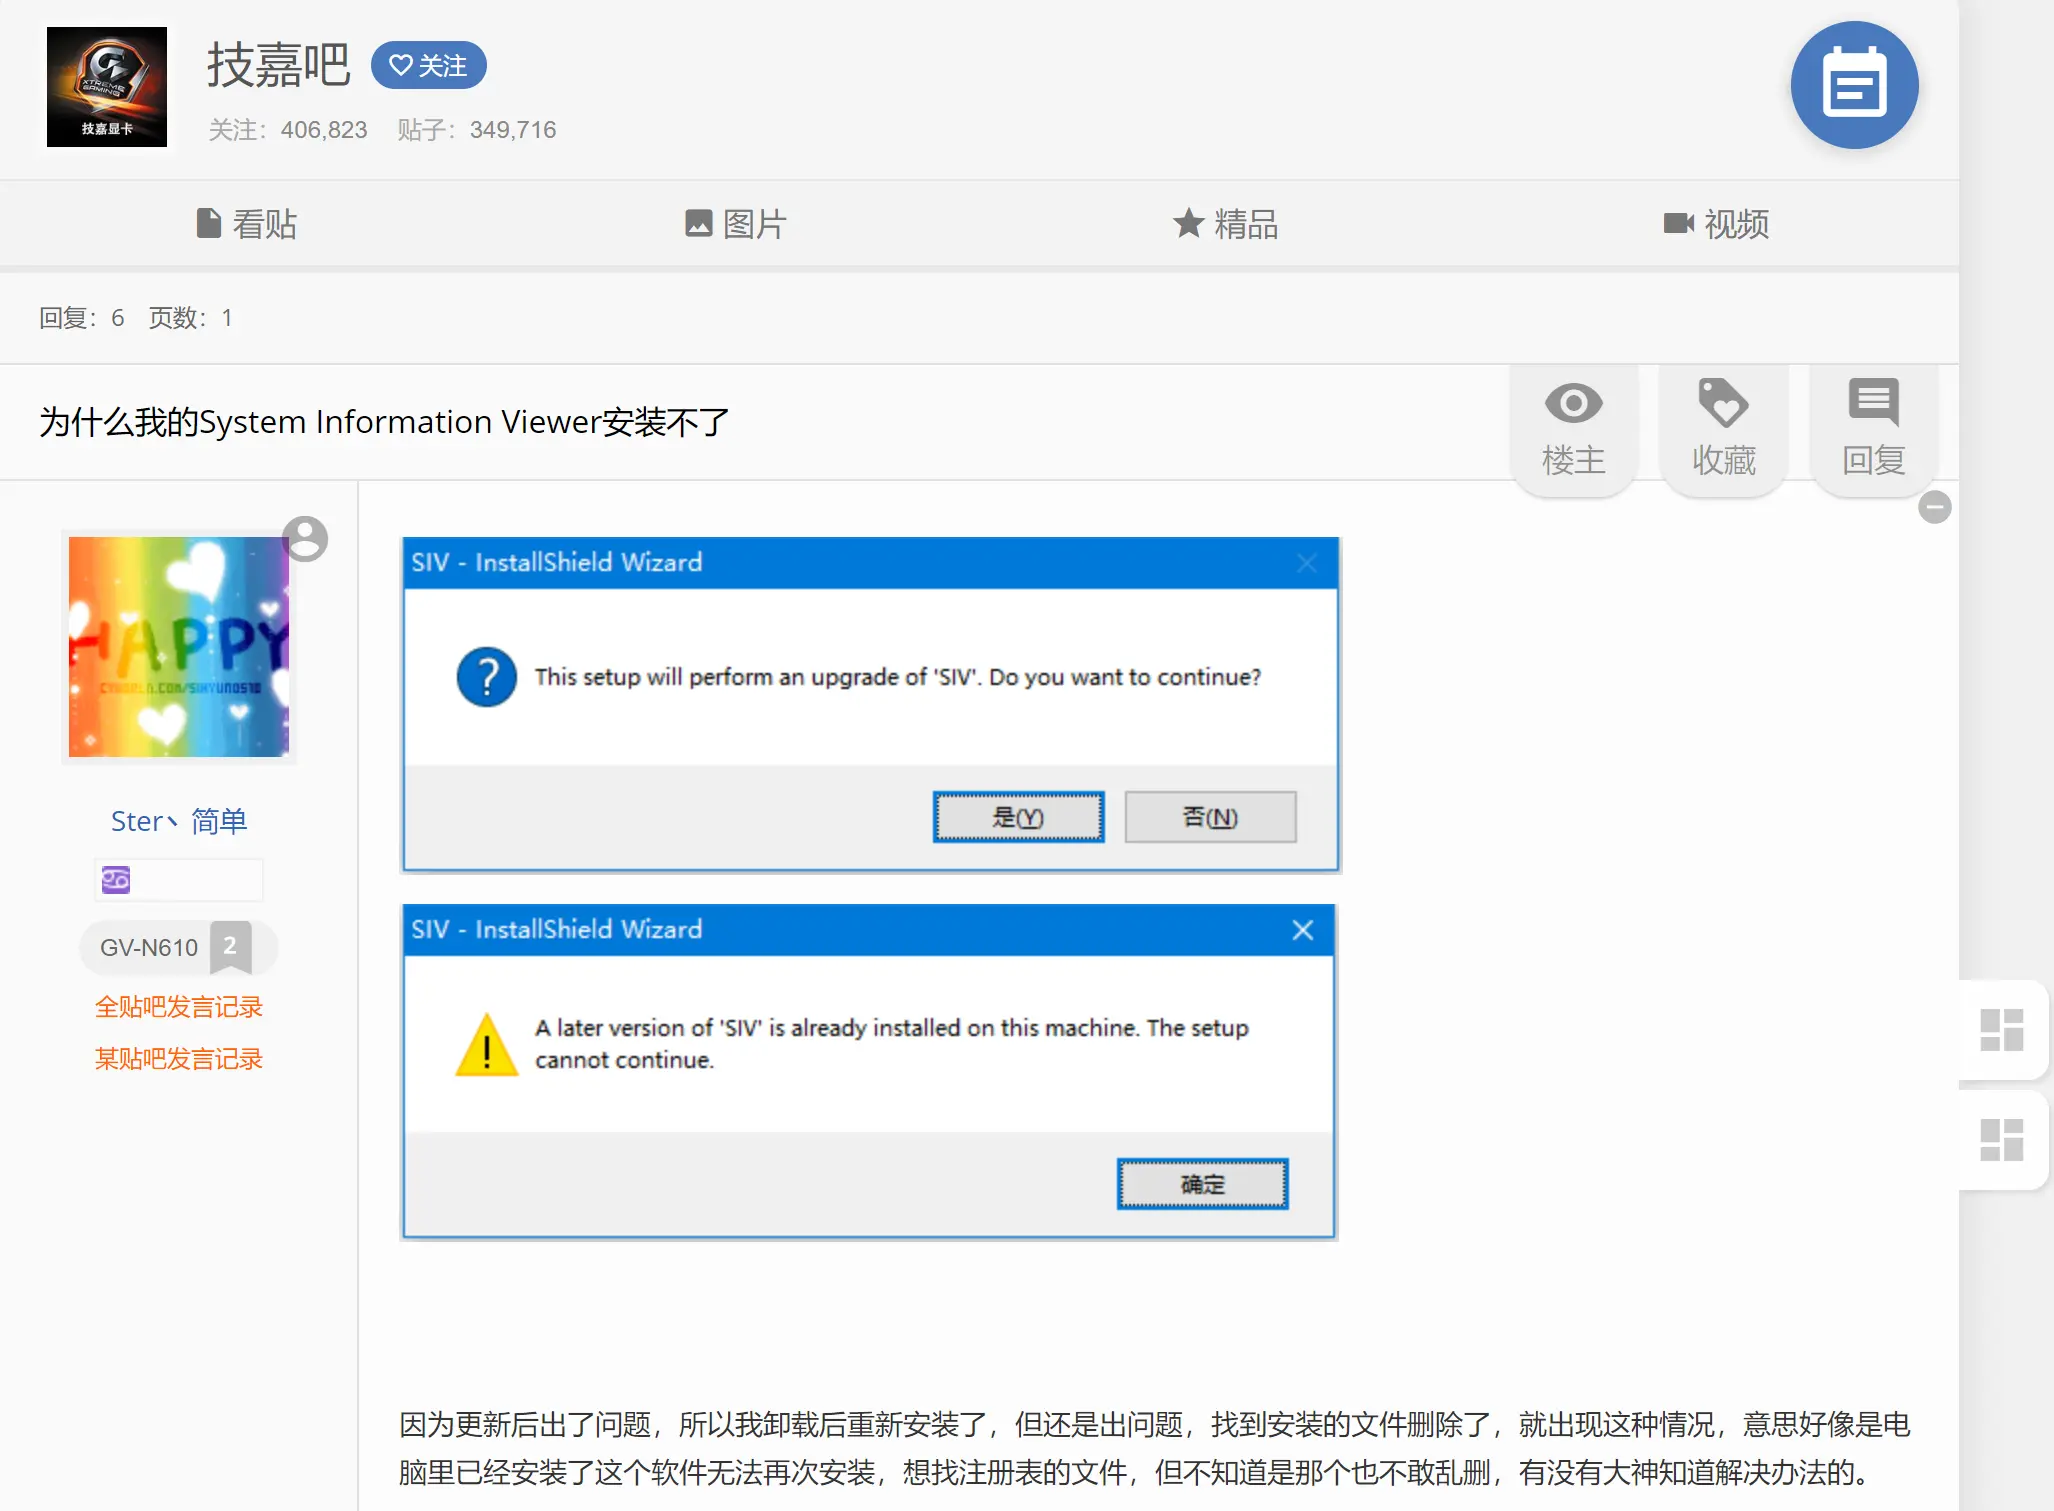 XTREME
GAMING
技嘉显卡
技嘉吧
关注
关注：406,823 贴子：349,716
看贴
图片
精品
视频
回复：6 页数：1
为什么我的System Information Viewer安装不了
楼主
收藏
回复
HAPPY
Ster丶 简单
GV-N610 2
全贴吧发言记录
某贴吧发言记录
SIV - InstallShield Wizard
This setup will perform an upgrade of 'SIV'. Do you want to continue?
是(Y)
否(N)
SIV - InstallShield Wizard
A later version of 'SIV' is already installed on this machine. The setup
cannot continue.
确定
因为更新后出了问题，所以我卸载后重新安装了，但还是出问题，找到安装的文件删除了，就出现这种情况，意思好像是电
脑里已经安装了这个软件无法再次安装，想找注册表的文件，但不知道是那个也不敢乱删，有没有大神知道解决办法的。